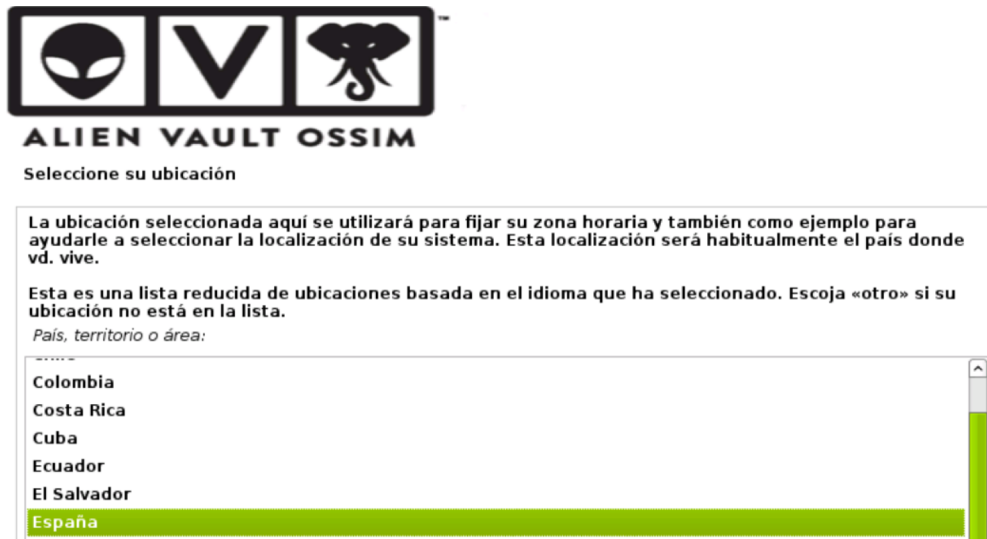 ™
ALIEN VAULT OSSIM
Seleccione su ubicación
La ubicación seleccionada aquí se utilizará para fijar su zona horaria y también como ejemplo para
ayudarle a seleccionar la localización de su sistema. Esta localización será habitualmente el país donde
vd. vive.
Esta es una lista reducida de ubicaciones basada en el idioma que ha seleccionado. Escoja «otro» si su
ubicación no está en la lista.
País, territorio o área:
Colombia
Costa Rica
Cuba
Ecuador
El Salvador
España